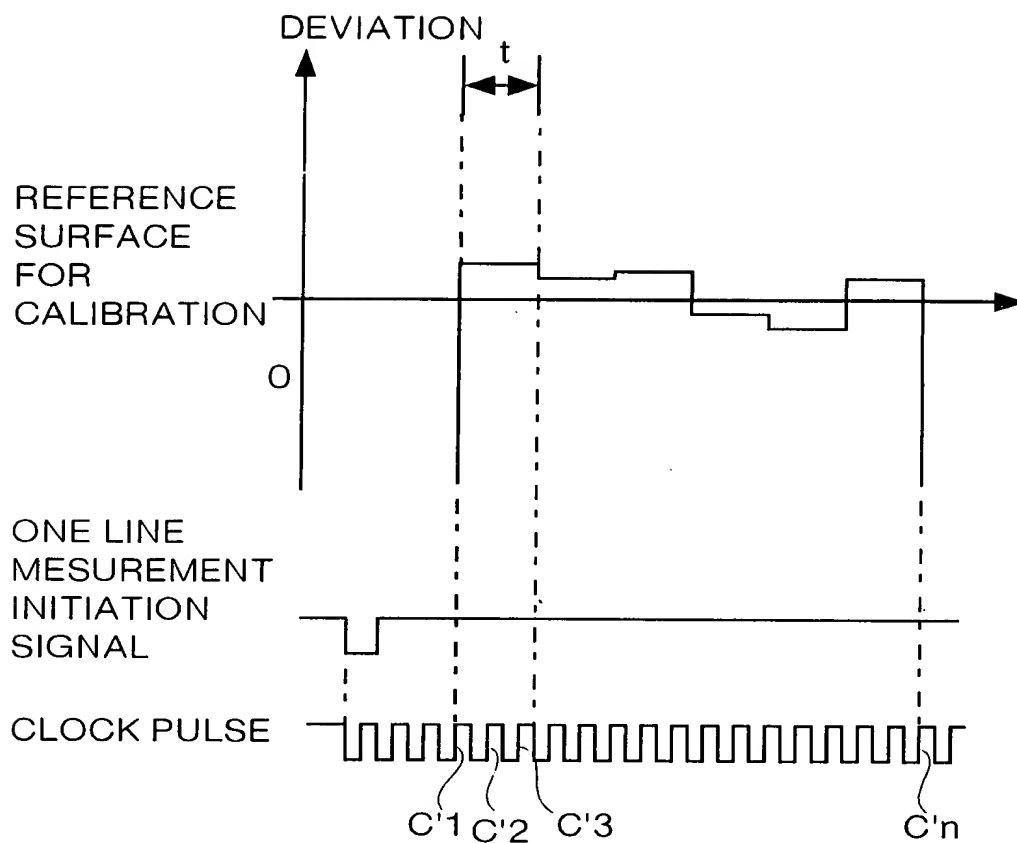 DEVIATION
t
REFERENCE
SURFACE
FOR
CALIBRATION
O
ONE LINE
MESUREMENT
INITIATION
SIGNAL
CLOCK PULSE
C'1 C'2 C'3 C'n